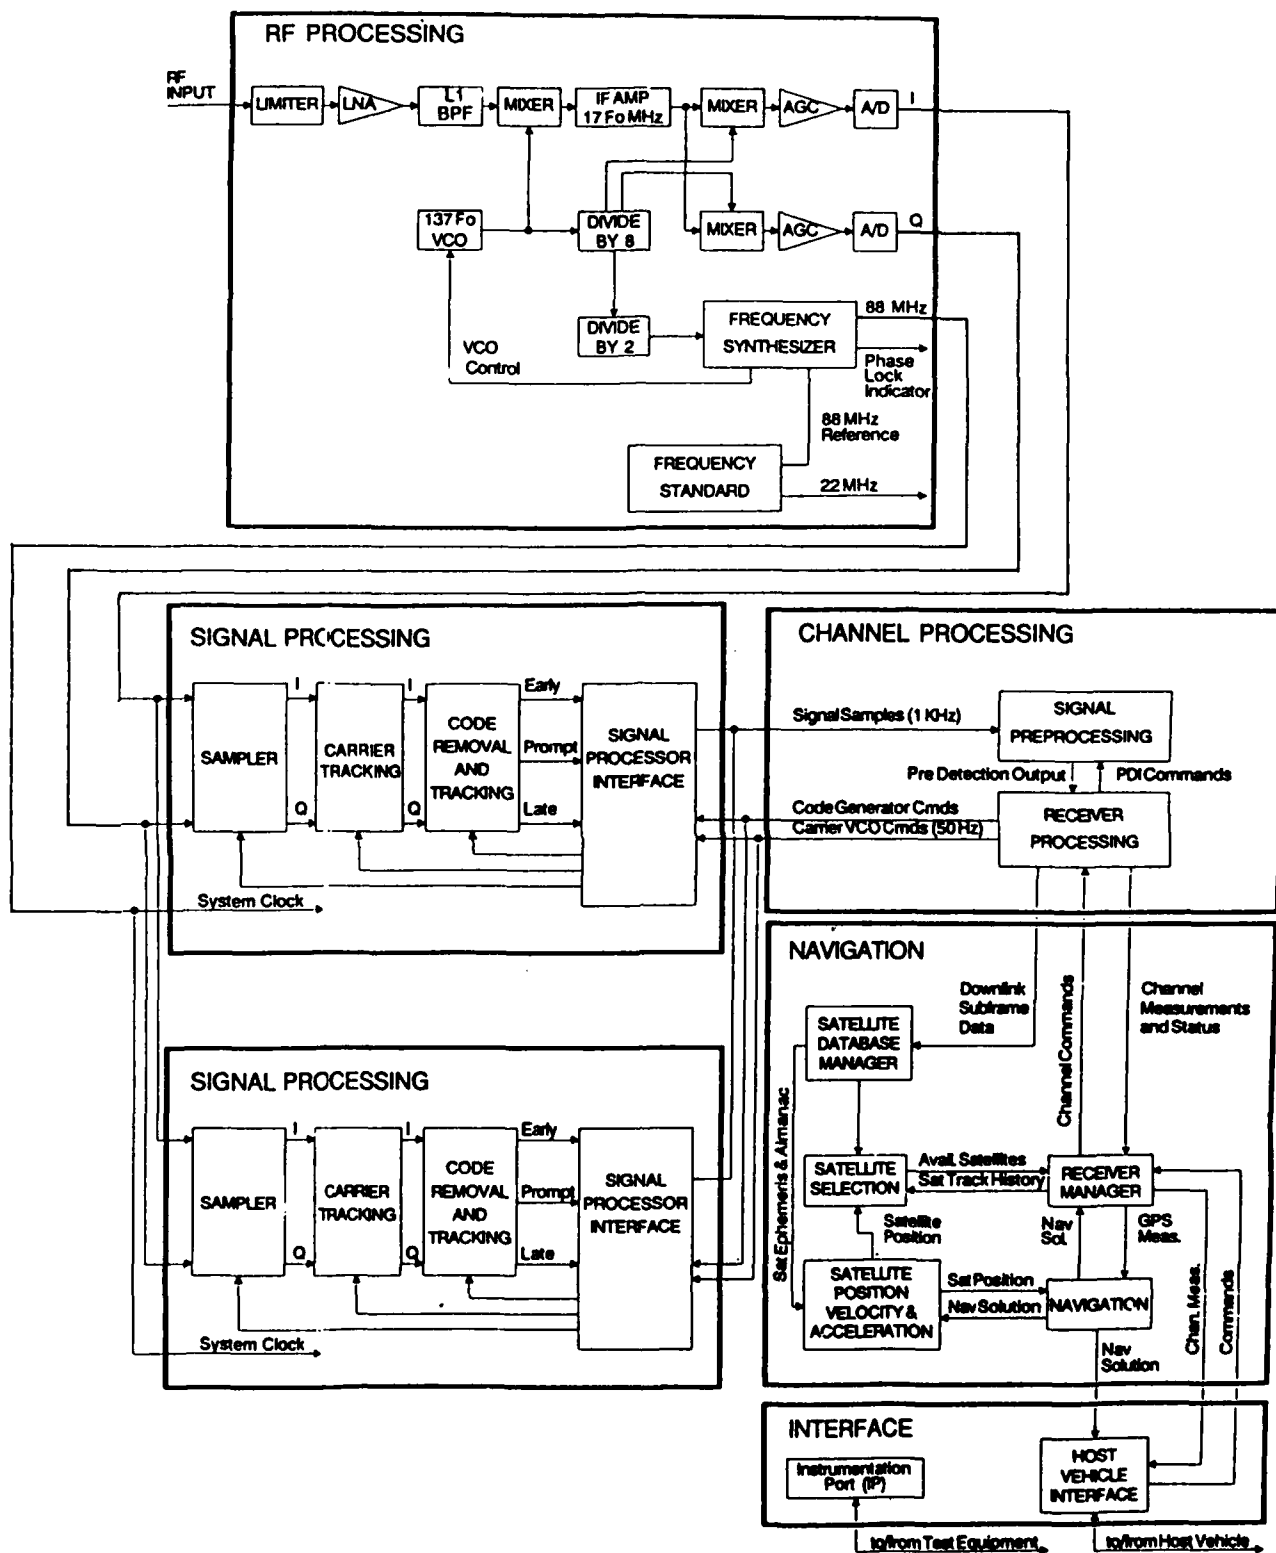 RF PROCESSING
RF
INPUT
LIMITER
LNA
L1
BPF
MIXER
IF AMP
17 Fo MHz
MIXER
AGC
A/D
I
137 Fo
VCO
DIVIDE
BY 8
MIXER
AGC
A/D
Q
DIVIDE
BY 2
FREQUENCY
SYNTHESIZER
88 MHz
Phase
Lock
Indicator
VCO
Control
88 MHz
Reference
FREQUENCY
STANDARD
22 MHz
SIGNAL PROCESSING
SAMPLER
I
Q
CARRIER
TRACKING
I
Q
CODE
REMOVAL
AND
TRACKING
Early
Prompt
Late
SIGNAL
PROCESSOR
INTERFACE
System Clock
CHANNEL PROCESSING
Signal Samples (1 KHz)
SIGNAL
PREPROCESSING
Pre Detection Output
PDI Commands
Code Generator Cmds
Carrier VCO Cmds (50 Hz)
RECEIVER
PROCESSING
SIGNAL PROCESSING
SAMPLER
I
Q
CARRIER
TRACKING
I
Q
CODE
REMOVAL
AND
TRACKING
Early
Prompt
Late
SIGNAL
PROCESSOR
INTERFACE
System Clock
NAVIGATION
Downlink
Subframe
Data
Channel Commands
Channel
Measurements
and Status
SATELLITE
DATABASE
MANAGER
Sat Ephemeris & Almanac
SATELLITE
SELECTION
Avail. Satellites
Sat Track History
RECEIVER
MANAGER
Satellite
Position
Nav
Sol.
GPS
Meas.
SATELLITE
POSITION
VELOCITY &
ACCELERATION
Sat Position
Nav Solution
NAVIGATION
Nav
Solution
Chan. Meas.
Commands
INTERFACE
Instrumentation
Port (IP)
HOST
VEHICLE
INTERFACE
to/from Test Equipment
to/from Host Vehicle